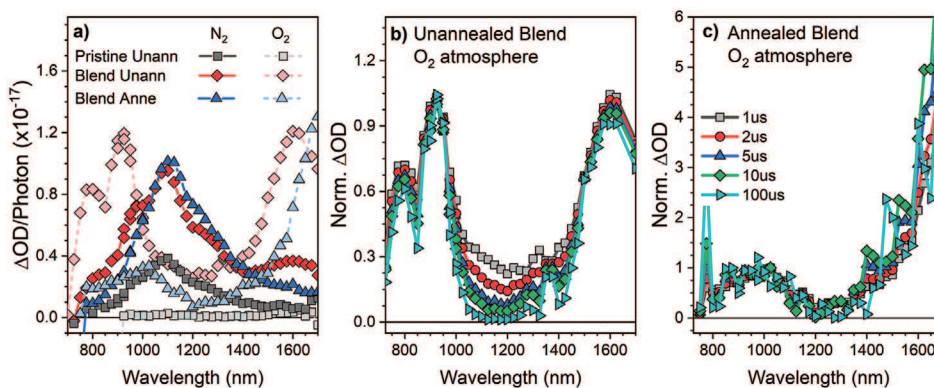 a)
N2
O2
Pristine Unann
Blend Unann
Blend Anne
1.6
1.2
0.8
0.4
0.0
ΔOD/Photon (x10-17)
800 1000 1200 1400 1600
Wavelength (nm)
b) Unannealed Blend
O2 atmosphere
1.2
0.9
0.6
0.3
0.0
Norm. ΔOD
800 1000 1200 1400 1600
Wavelength (nm)
c) Annealed Blend
O2 atmosphere
1us
2us
5us
10us
100us
6
5
4
3
2
1
0
Norm. ΔOD
800 1000 1200 1400 1600
Wavelength (nm)